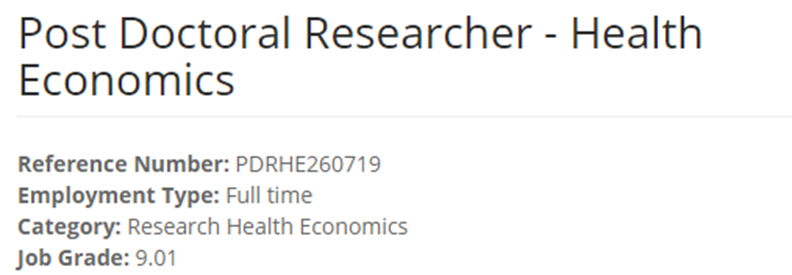 Post Doctoral Researcher - Health
Economics
Reference Number: PDRHE260719
Employment Type: Full time
Category: Research Health Economics
Job Grade: 9.01